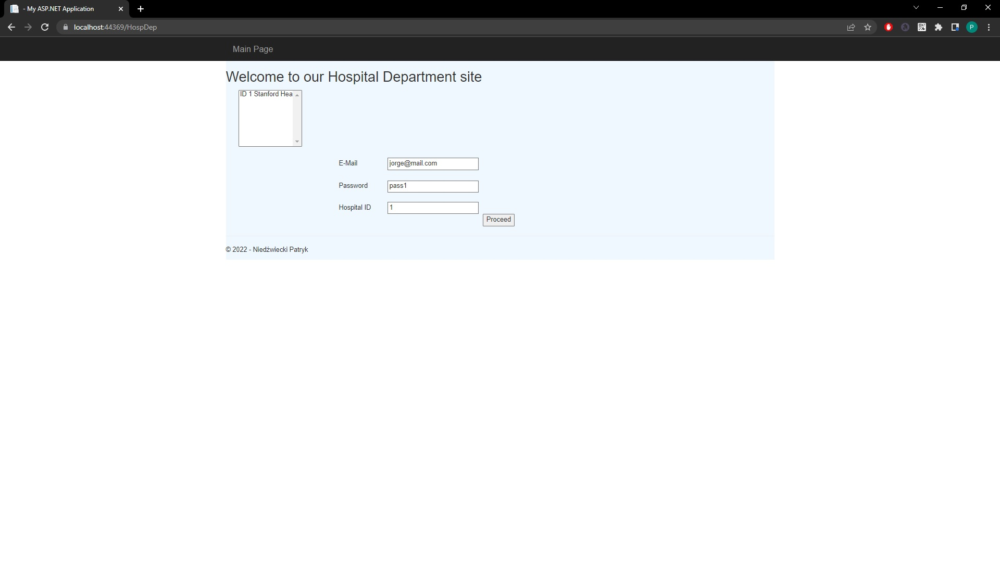 - My ASP.NET Application
localhost:44369/HospDep
P
Main Page
Welcome to our Hospital Department site
ID 1 Stanford Hea
E-Mail
jorge@mail.com
Password
pass1
Hospital ID
1
Proceed
© 2022 - Niedźwiecki Patryk